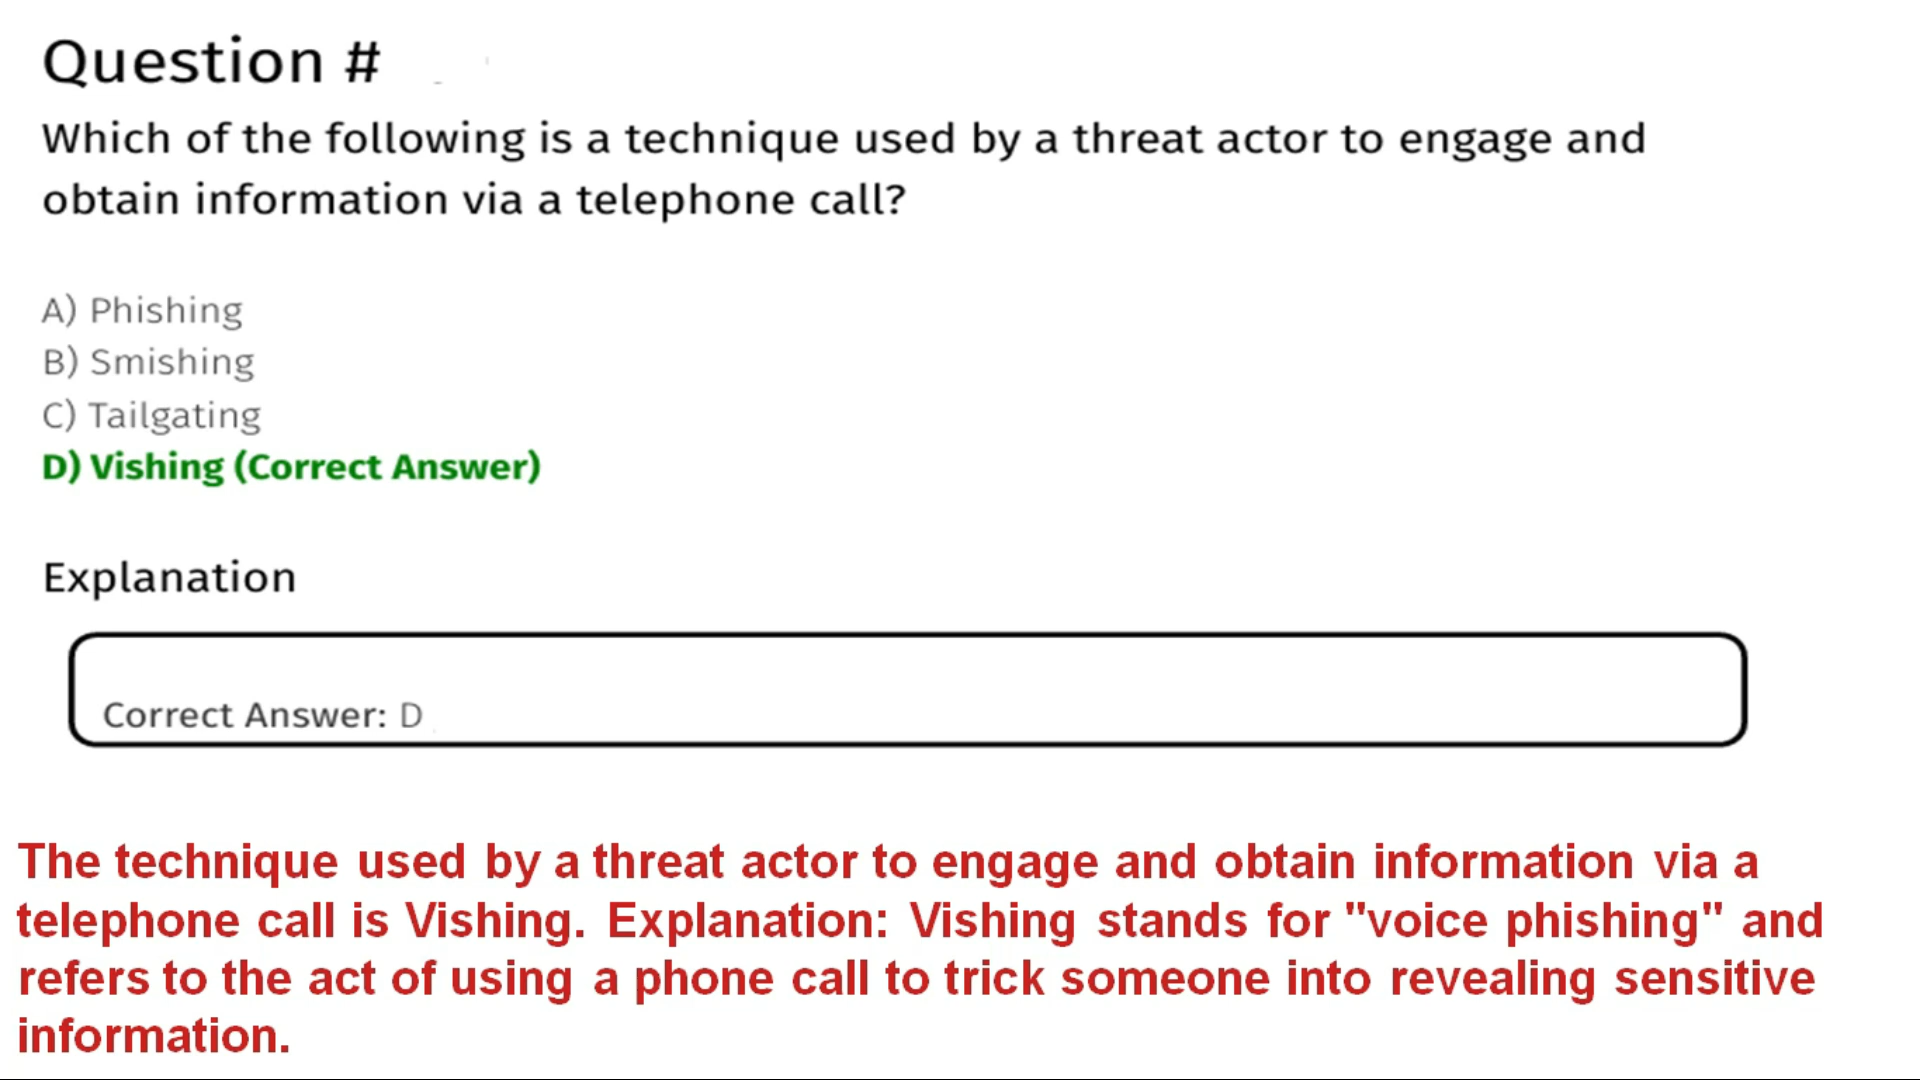 Question #
Which of the following is a technique used by a threat actor to engage and
obtain information via a telephone call?
A) Phishing
B) Smishing
C) Tailgating
D) Vishing (Correct Answer)
Explanation
Correct Answer: D
The technique used by a threat actor to engage and obtain information via a
telephone call is Vishing. Explanation: Vishing stands for "voice phishing" and
refers to the act of using a phone call to trick someone into revealing sensitive
information.